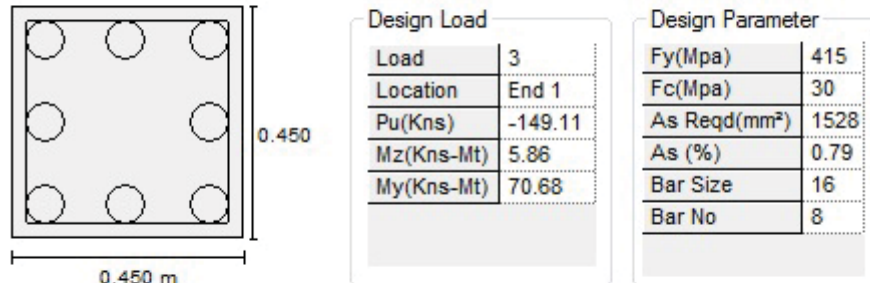 0.450
0.450 m
Design Load
Load 3
Location End 1
Pu(Kns) -149.11
Mz(Kns-Mt) 5.86
My(Kns-Mt) 70.68
Design Parameter
Fy(Mpa) 415
Fc(Mpa) 30
As Reqd(mm²) 1528
As (%) 0.79
Bar Size 16
Bar No 8